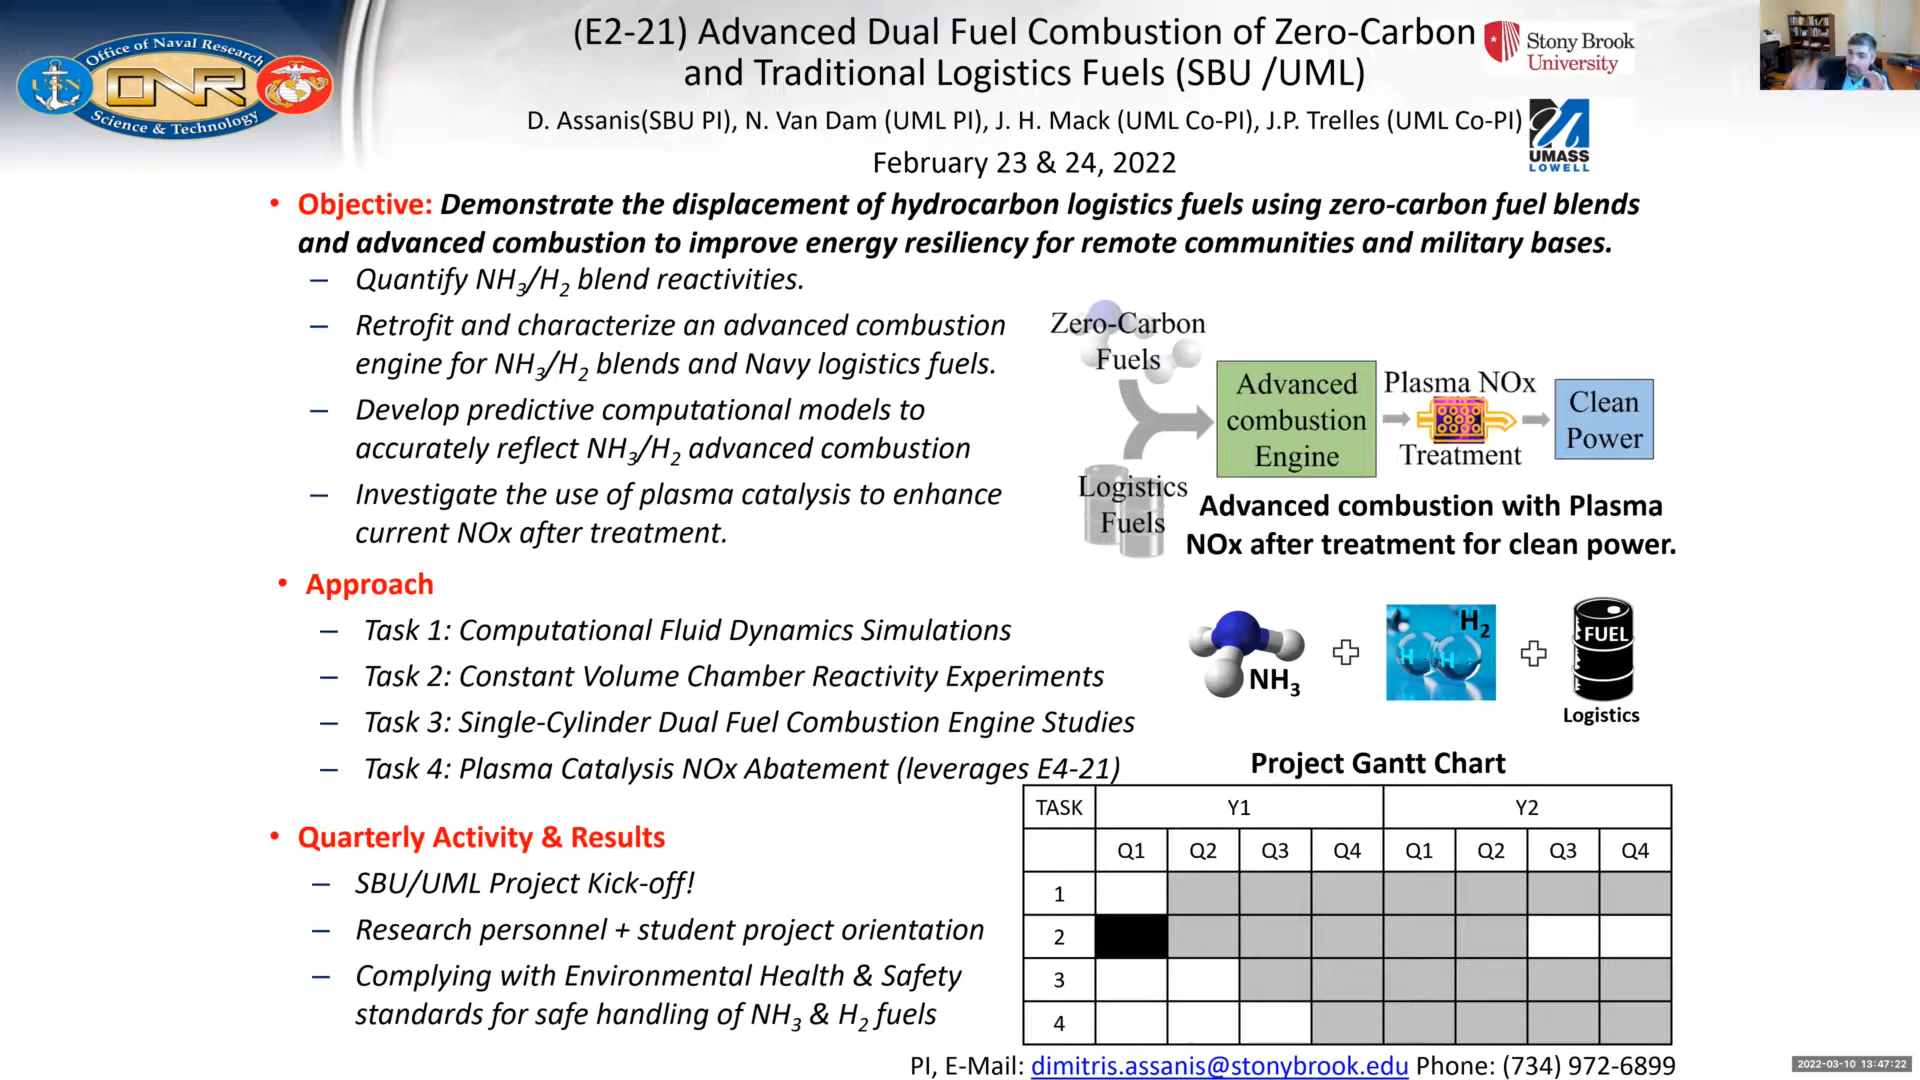 (E2-21) Advanced Dual Fuel Combustion of Zero-Carbon
and Traditional Logistics Fuels (SBU /UML)
D. Assanis(SBU PI), N. Van Dam (UML PI), J. H. Mack (UML Co-PI), J.P. Trelles (UML Co-PI)
February 23 & 24, 2022
Office of Naval Research
USN
ONR
Science & Technology
Stony Brook
University
UMASS
LOWELL
• Objective: Demonstrate the displacement of hydrocarbon logistics fuels using zero-carbon fuel blends
and advanced combustion to improve energy resiliency for remote communities and military bases.
– Quantify NH3/H2 blend reactivities.
– Retrofit and characterize an advanced combustion
engine for NH3/H2 blends and Navy logistics fuels.
– Develop predictive computational models to
accurately reflect NH3/H2 advanced combustion
– Investigate the use of plasma catalysis to enhance
current NOx after treatment.
Zero-Carbon
Fuels
Logistics
Fuels
Advanced
combustion
Engine
Plasma NOx
Treatment
Clean
Power
Advanced combustion with Plasma
NOx after treatment for clean power.
• Approach
– Task 1: Computational Fluid Dynamics Simulations
– Task 2: Constant Volume Chamber Reactivity Experiments
– Task 3: Single-Cylinder Dual Fuel Combustion Engine Studies
– Task 4: Plasma Catalysis NOx Abatement (leverages E4-21)
NH3
H2
H H
FUEL
Logistics
• Quarterly Activity & Results
– SBU/UML Project Kick-off!
– Research personnel + student project orientation
– Complying with Environmental Health & Safety
standards for safe handling of NH3 & H2 fuels
Project Gantt Chart
TASK Y1 Y2
Q1 Q2 Q3 Q4 Q1 Q2 Q3 Q4
1
2
3
4
PI, E-Mail: dimitris.assanis@stonybrook.edu Phone: (734) 972-6899
2022-03-10 13:47:22